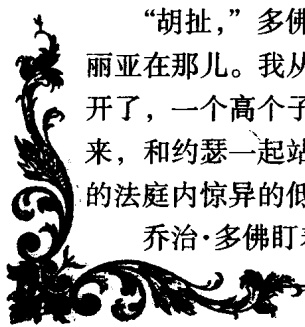 “胡扯，”多佛
丽亚在那儿。我从
开了，一个高个子
来，和约瑟一起站
的法庭内惊异的低
乔治·多佛盯着